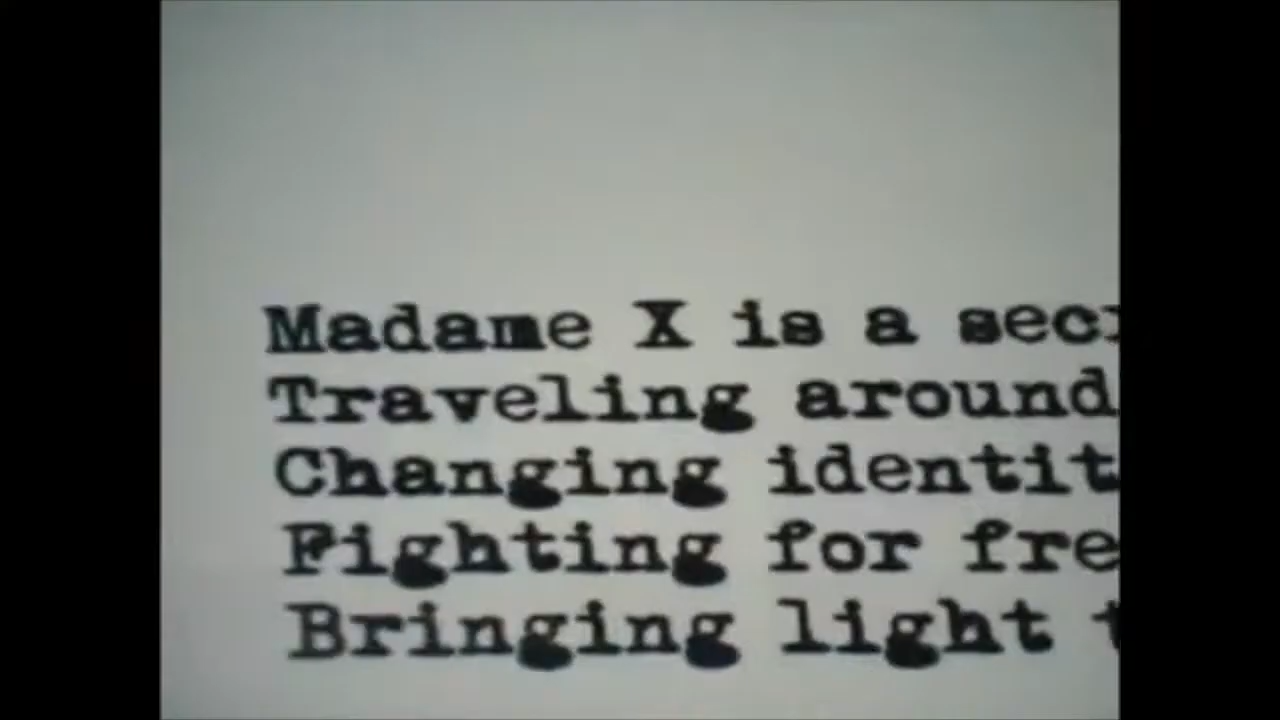 Madame X is a sec
Traveling around
Changing identit
Fighting for fre
Bringing light t